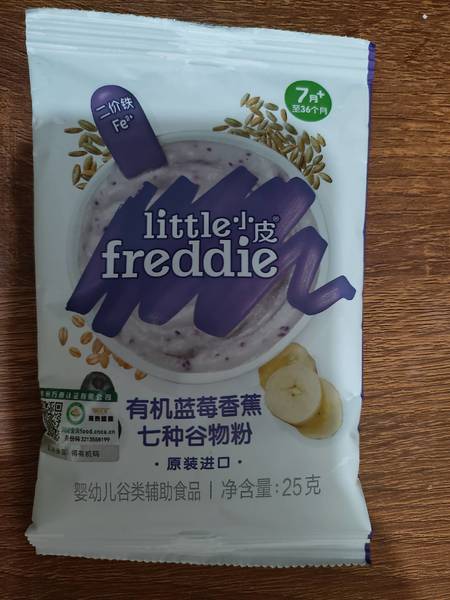 二价铁
Fe²⁺
7月+
至36个月
little小皮®
freddie
有机蓝莓香蕉
七种谷物粉
·原装进口·
婴幼儿谷类辅助食品 | 净含量:25克